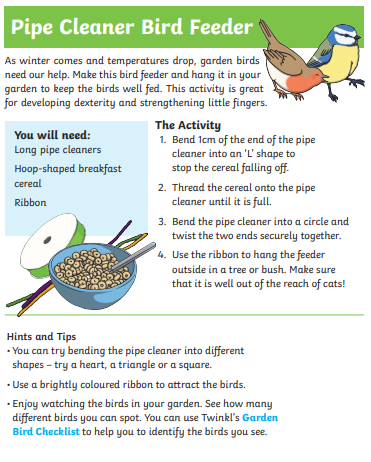 Pipe Cleaner Bird Feeder
As winter comes and temperatures drop, garden birds
need our help. Make this bird feeder and hang it in your
garden to keep the birds well fed. This activity is great
for developing dexterity and strengthening little fingers.
You will need:
Long pipe cleaners
Hoop-shaped breakfast
cereal
Ribbon
The Activity
1. Bend 1cm of the end of the pipe
cleaner into an ‘L’ shape to
stop the cereal falling off.
2. Thread the cereal onto the pipe
cleaner until it is full.
3. Bend the pipe cleaner into a circle and
twist the two ends securely together.
4. Use the ribbon to hang the feeder
outside in a tree or bush. Make sure
that it is well out of the reach of cats!
Hints and Tips
• You can try bending the pipe cleaner into different
shapes – try a heart, a triangle or a square.
• Use a brightly coloured ribbon to attract the birds.
• Enjoy watching the birds in your garden. See how many
different birds you can spot. You can use Twinkl’s Garden
Bird Checklist to help you to identify the birds you see.